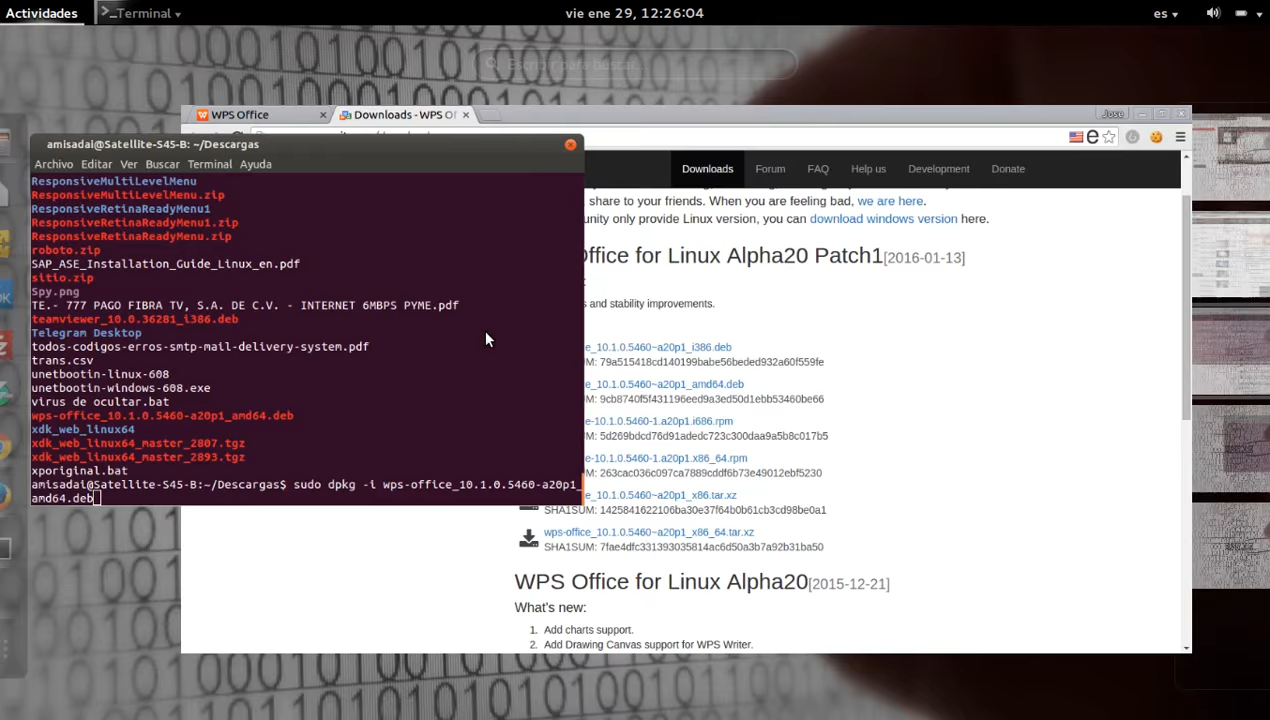 Actividades
Terminal
vie ene 29, 12:26:04
es
Escribir para buscar...
WPS Office
Downloads - WPS O
Jose
amisadai@Satellite-S45-B: ~/Descargas
Archivo Editar Ver Buscar Terminal Ayuda
ResponsiveMultiLevelMenu
ResponsiveMultiLevelMenu.zip
ResponsiveRetinaReadyMenu1
ResponsiveRetinaReadyMenu1.zip
ResponsiveRetinaReadyMenu.zip
roboto.zip
SAP_ASE_Installation_Guide_Linux_en.pdf
sitio.zip
Spy.png
TE.- 777 PAGO FIBRA TV, S.A. DE C.V. - INTERNET 6MBPS PYME.pdf
teamviewer_10.0.36281_i386.deb
Telegram Desktop
todos-codigos-erros-smtp-mail-delivery-system.pdf
trans.csv
unetbootin-linux-608
unetbootin-windows-608.exe
virus de ocultar.bat
wps-office_10.1.0.5460-a20p1_amd64.deb
xdk_web_linux64
xdk_web_linux64_master_2807.tgz
xdk_web_linux64_master_2893.tgz
xporiginal.bat
amisadai@Satellite-S45-B:~/Descargas$ sudo dpkg -i wps-office_10.1.0.5460-a20p1_
amd64.deb
Downloads Forum FAQ Help us Development Donate
share to your friends. When you are feeling bad, we are here.
unity only provide Linux version, you can download windows version here.
ffice for Linux Alpha20 Patch1[2016-01-13]
s and stability improvements.
e_10.1.0.5460~a20p1_i386.deb
SUM: 79a515418cd140199babe56beded932a60f559fe
e_10.1.0.5460~a20p1_amd64.deb
SUM: 9cb8740f5f431196eed9a3ed50d1ebb53460be66
e-10.1.0.5460-1.a20p1.i686.rpm
SUM: 5d269bdcd76d91adedc723c300daa9a5b8c017b5
e-10.1.0.5460-1.a20p1.x86_64.rpm
SUM: 263cac036c097ca7889cddf6b73e4931c0df5230
e_10.1.0.5460~a20p1_x86.tar.xz
SHA1SUM: 1425841622106ba30e37f64b0b61cb3cd98be0a1
wps-office_10.1.0.5460~a20p1_x86_64.tar.xz
SHA1SUM: 7fae4dfc331393035814ac6d50a3b7a92b31ba50
WPS Office for Linux Alpha20[2015-12-21]
What's new:
1. Add charts support.
2. Add Drawing Canvas support for WPS Writer.